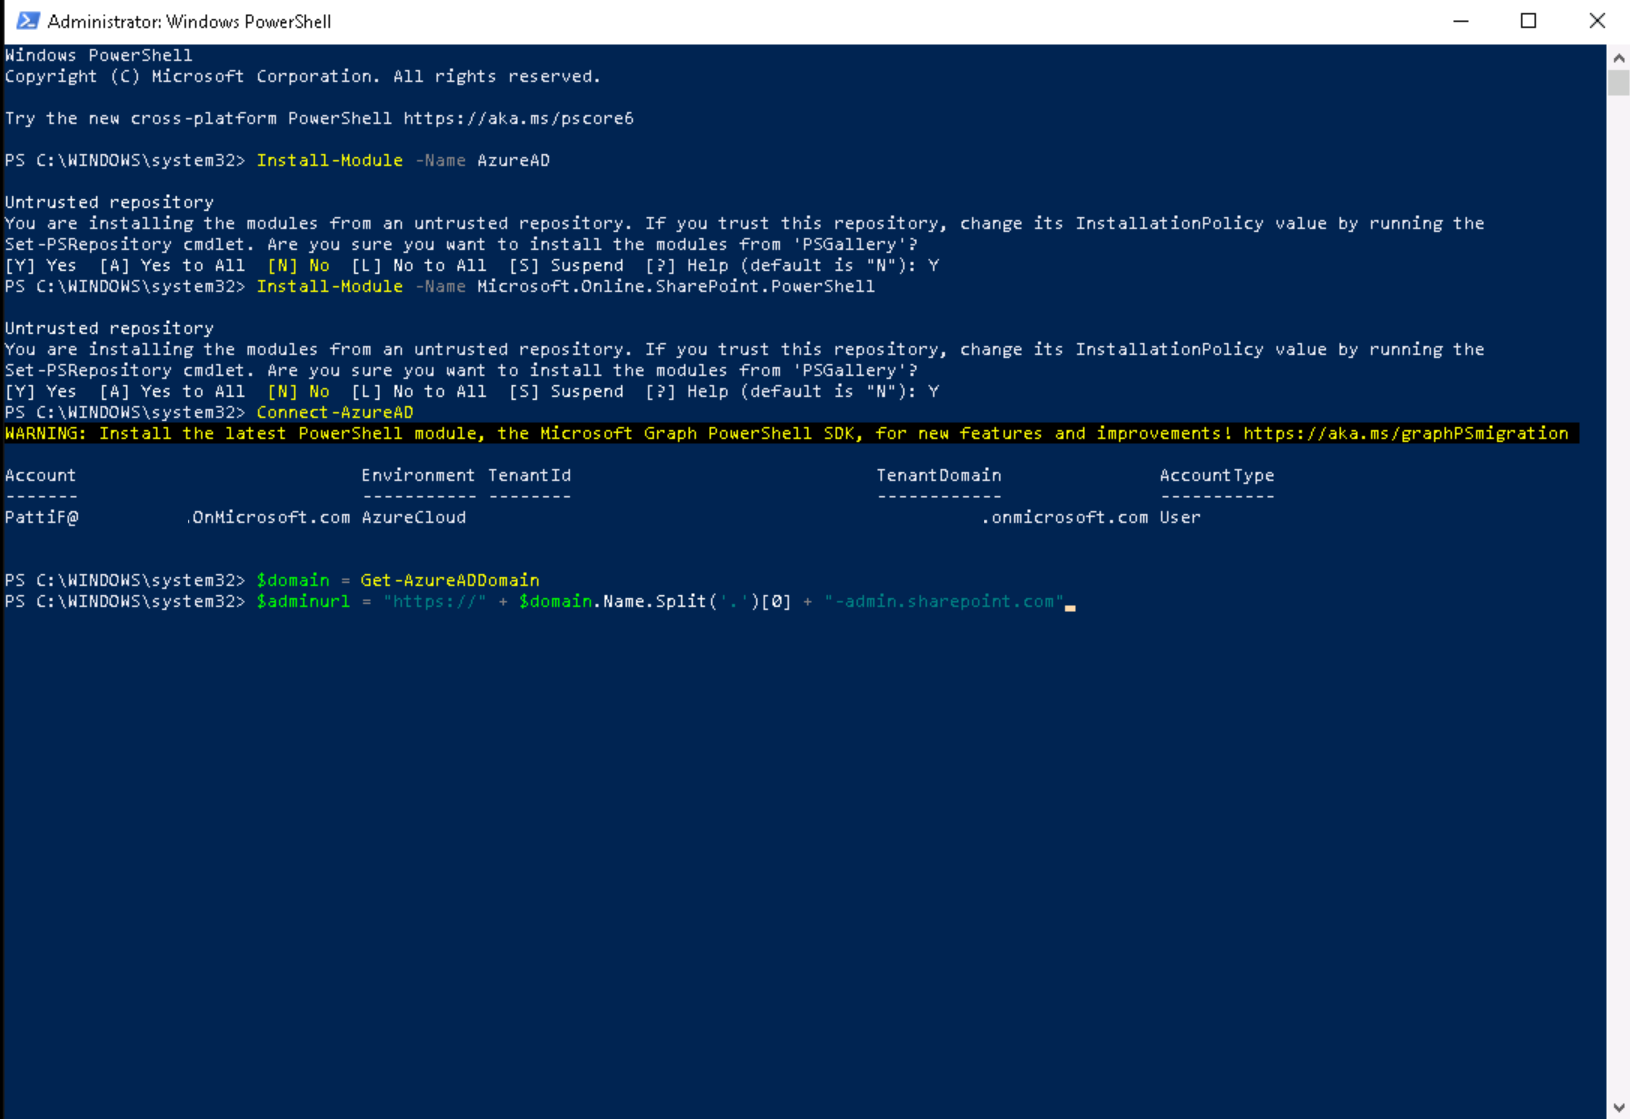 Administrator: Windows PowerShell
Windows PowerShell
Copyright (C) Microsoft Corporation. All rights reserved.
Try the new cross-platform PowerShell https://aka.ms/pscore6
PS C:\WINDOWS\system32> Install-Module -Name AzureAD
Untrusted repository
You are installing the modules from an untrusted repository. If you trust this repository, change its InstallationPolicy value by running the
Set-PSRepository cmdlet. Are you sure you want to install the modules from 'PSGallery'?
[Y] Yes  [A] Yes to All  [N] No  [L] No to All  [S] Suspend  [?] Help (default is "N"): Y
PS C:\WINDOWS\system32> Install-Module -Name Microsoft.Online.SharePoint.PowerShell
Untrusted repository
You are installing the modules from an untrusted repository. If you trust this repository, change its InstallationPolicy value by running the
Set-PSRepository cmdlet. Are you sure you want to install the modules from 'PSGallery'?
[Y] Yes  [A] Yes to All  [N] No  [L] No to All  [S] Suspend  [?] Help (default is "N"): Y
PS C:\WINDOWS\system32> Connect-AzureAD
WARNING: Install the latest PowerShell module, the Microsoft Graph PowerShell SDK, for new features and improvements! https://aka.ms/graphPSmigration
Account Environment TenantId TenantDomain AccountType
------- ----------- -------- ------------ -----------
PattiF@ .OnMicrosoft.com AzureCloud .onmicrosoft.com User
PS C:\WINDOWS\system32> $domain = Get-AzureADDomain
PS C:\WINDOWS\system32> $adminurl = "https://" + $domain.Name.Split('.')[0] + "-admin.sharepoint.com"